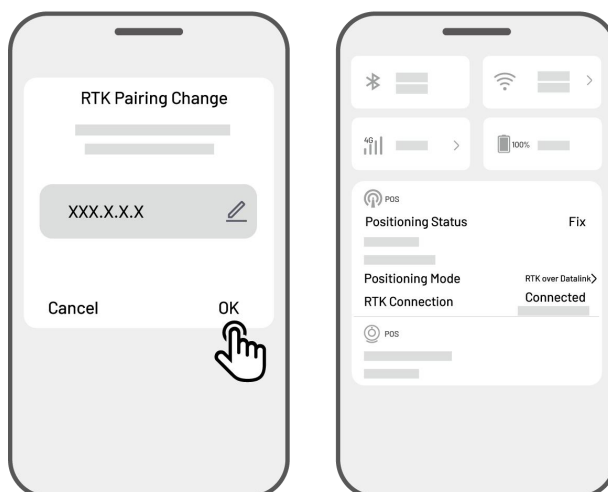 RTK Pairing Change
XXX.X.X.X
Cancel OK
4G
100%
POS
Positioning Status Fix
Positioning Mode RTK over Datalink
RTK Connection Connected
POS